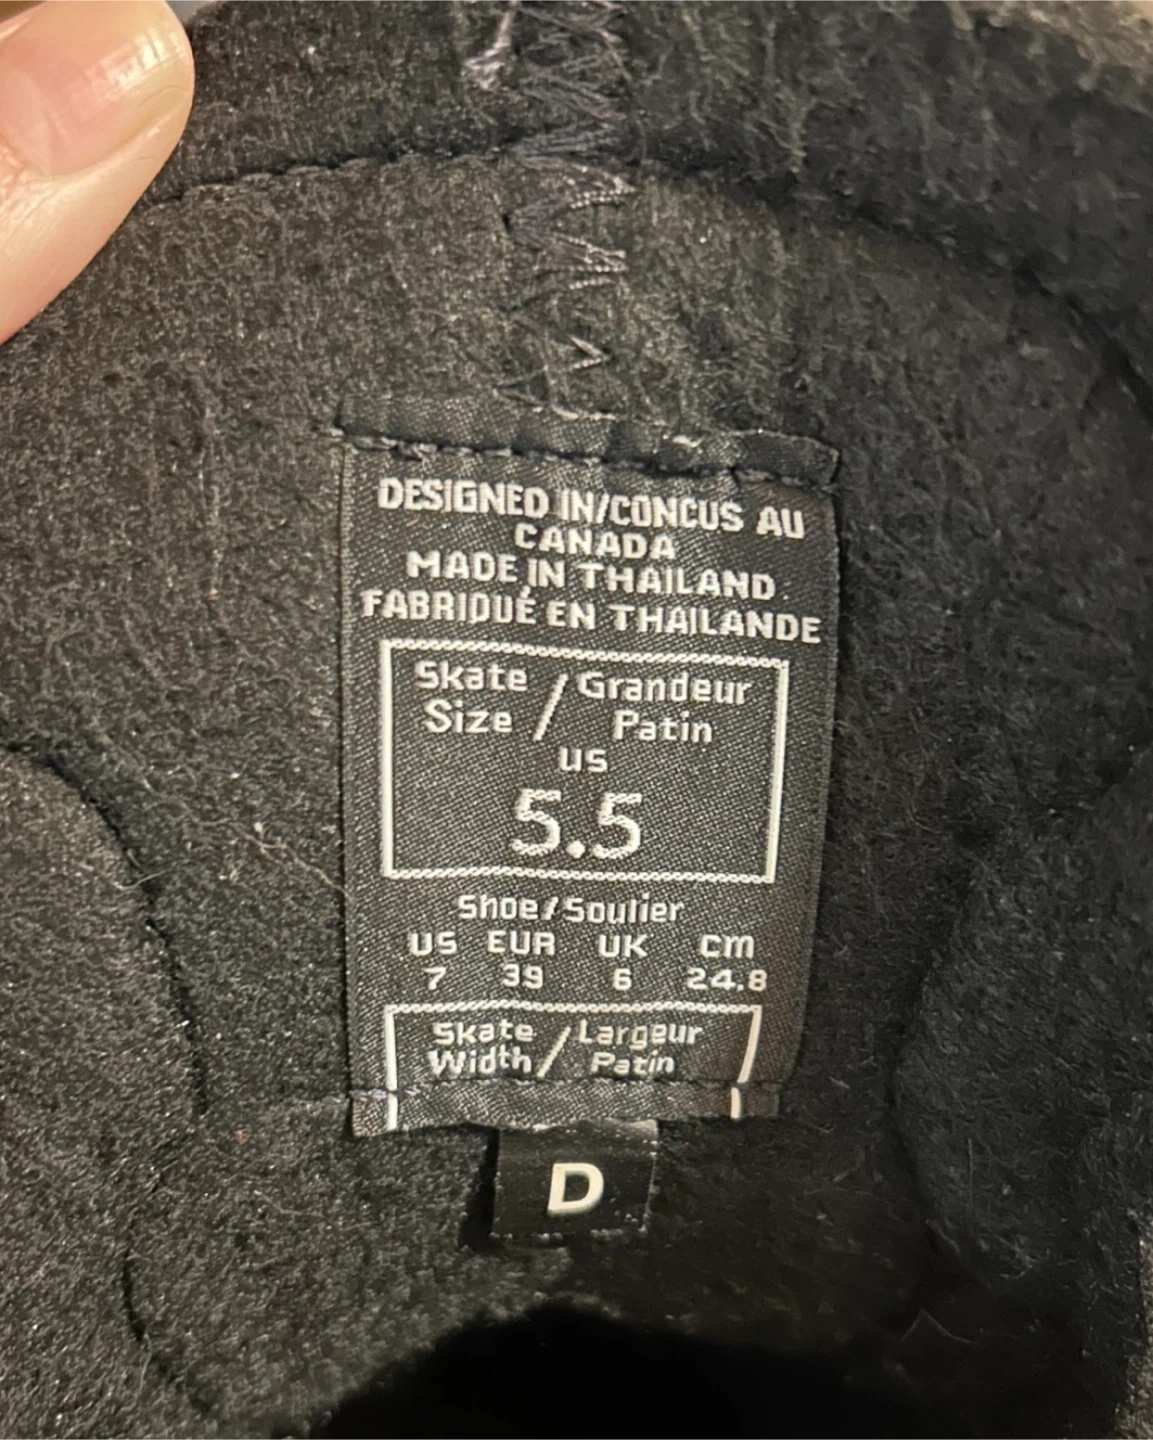 DESIGNED IN/CONCUS AU
CANADA
MADE IN THAILAND
FABRIQUÉ EN THAILANDE
Skate / Grandeur
Size / Patin
US
5.5
Shoe/Soulier
US EUR UK cm
7 39 6 24.8
Skate / Largeur
Width / Patin
D